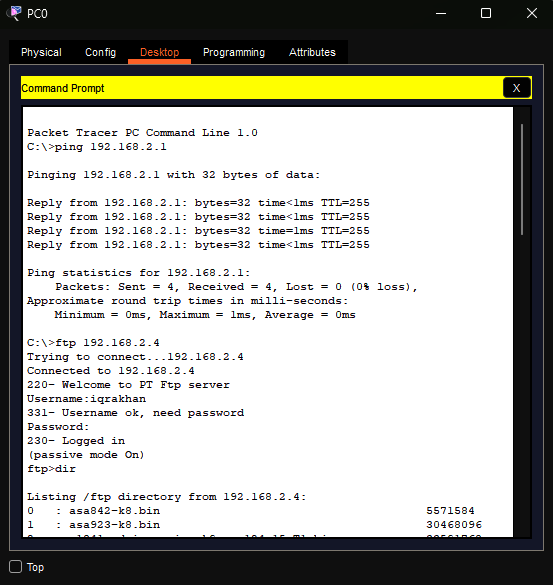 PC0
Physical Config Desktop Programming Attributes
Command Prompt
X
Packet Tracer PC Command Line 1.0
C:\>ping 192.168.2.1
Pinging 192.168.2.1 with 32 bytes of data:
Reply from 192.168.2.1: bytes=32 time<1ms TTL=255
Reply from 192.168.2.1: bytes=32 time<1ms TTL=255
Reply from 192.168.2.1: bytes=32 time=1ms TTL=255
Reply from 192.168.2.1: bytes=32 time<1ms TTL=255
Ping statistics for 192.168.2.1:
Packets: Sent = 4, Received = 4, Lost = 0 (0% loss),
Approximate round trip times in milli-seconds:
Minimum = 0ms, Maximum = 1ms, Average = 0ms
C:\>ftp 192.168.2.4
Trying to connect...192.168.2.4
Connected to 192.168.2.4
220- Welcome to PT Ftp server
Username:iqrakhan
331- Username ok, need password
Password:
230- Logged in
(passive mode On)
ftp>dir
Listing /ftp directory from 192.168.2.4:
0 : asa842-k8.bin 5571584
1 : asa923-k8.bin 30468096
Top